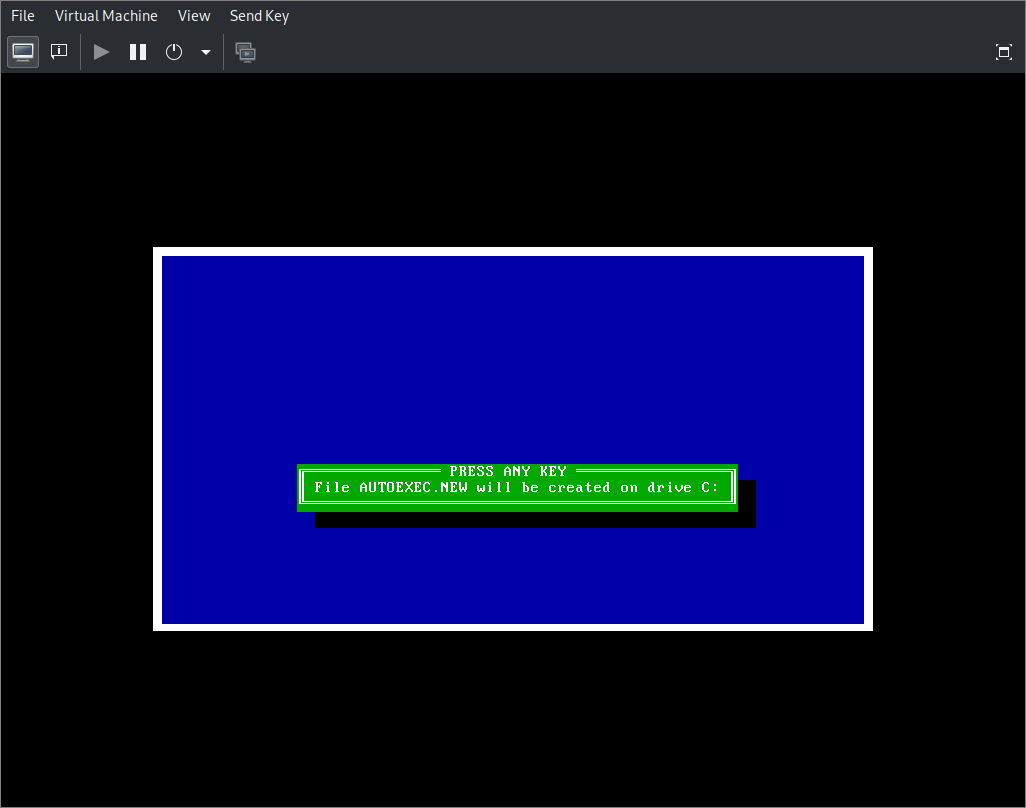 File Virtual Machine View Send Key
PRESS ANY KEY
File AUTOEXEC.NEW will be created on drive C: